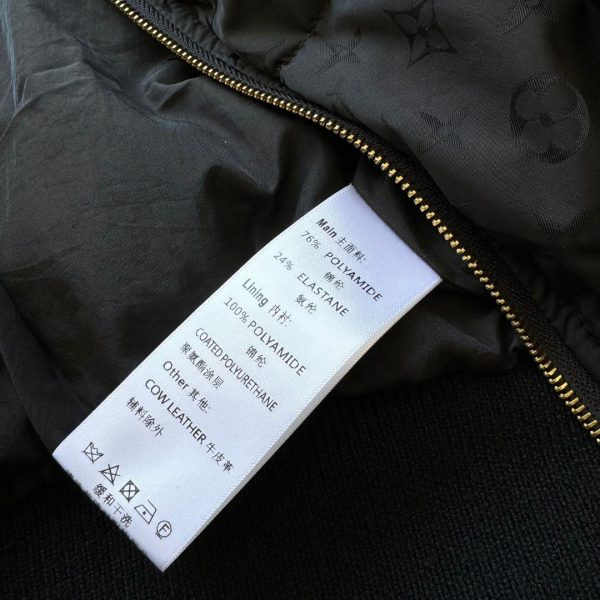 Main 主面料:
76% POLYAMIDE
锦纶
24% ELASTANE
氨纶
Lining 内衬:
100% POLYAMIDE
锦纶
COATED POLYURETHANE
聚氨酯涂层
Other 其他:
COW LEATHER 牛皮革
辅料除外
F
缓和干洗